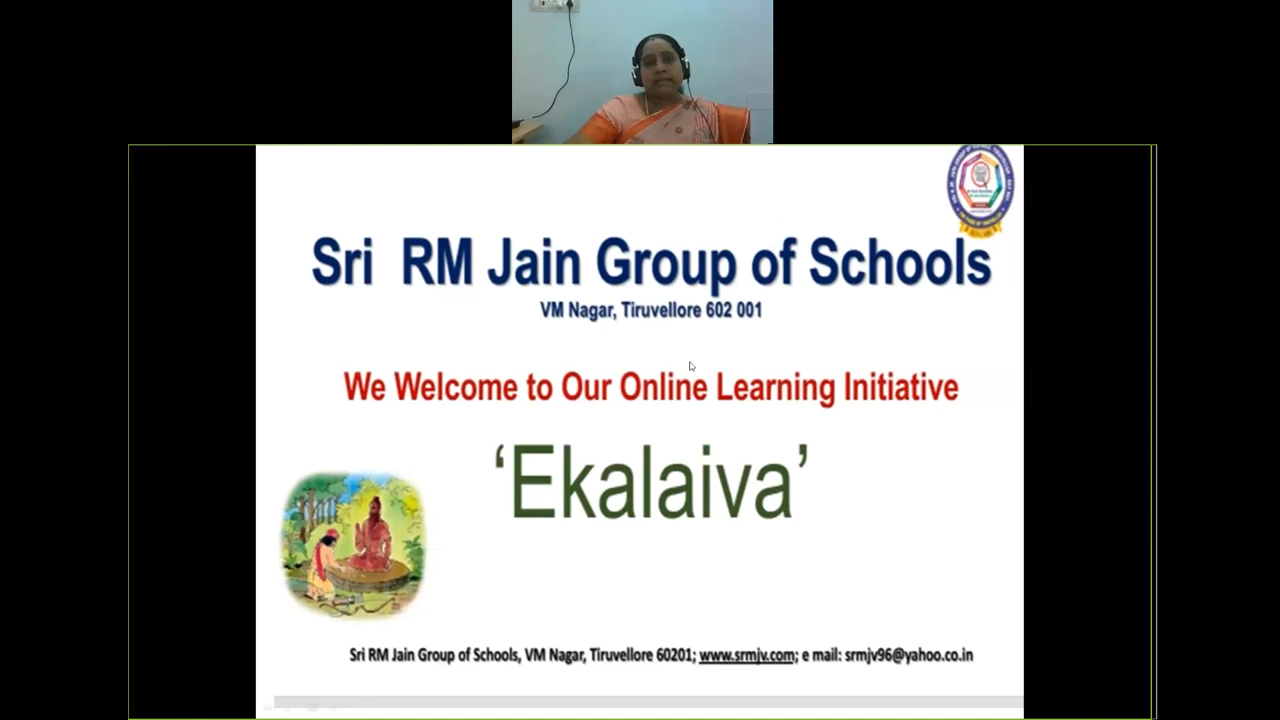 Sri RM Jain Group of Schools
VM Nagar, Tiruvellore 602 001
We Welcome to Our Online Learning Initiative
‘Ekalaiva’
Sri RM Jain Group of Schools, VM Nagar, Tiruvellore 60201; www.srmjv.com; e mail: srmjv96@yahoo.co.in